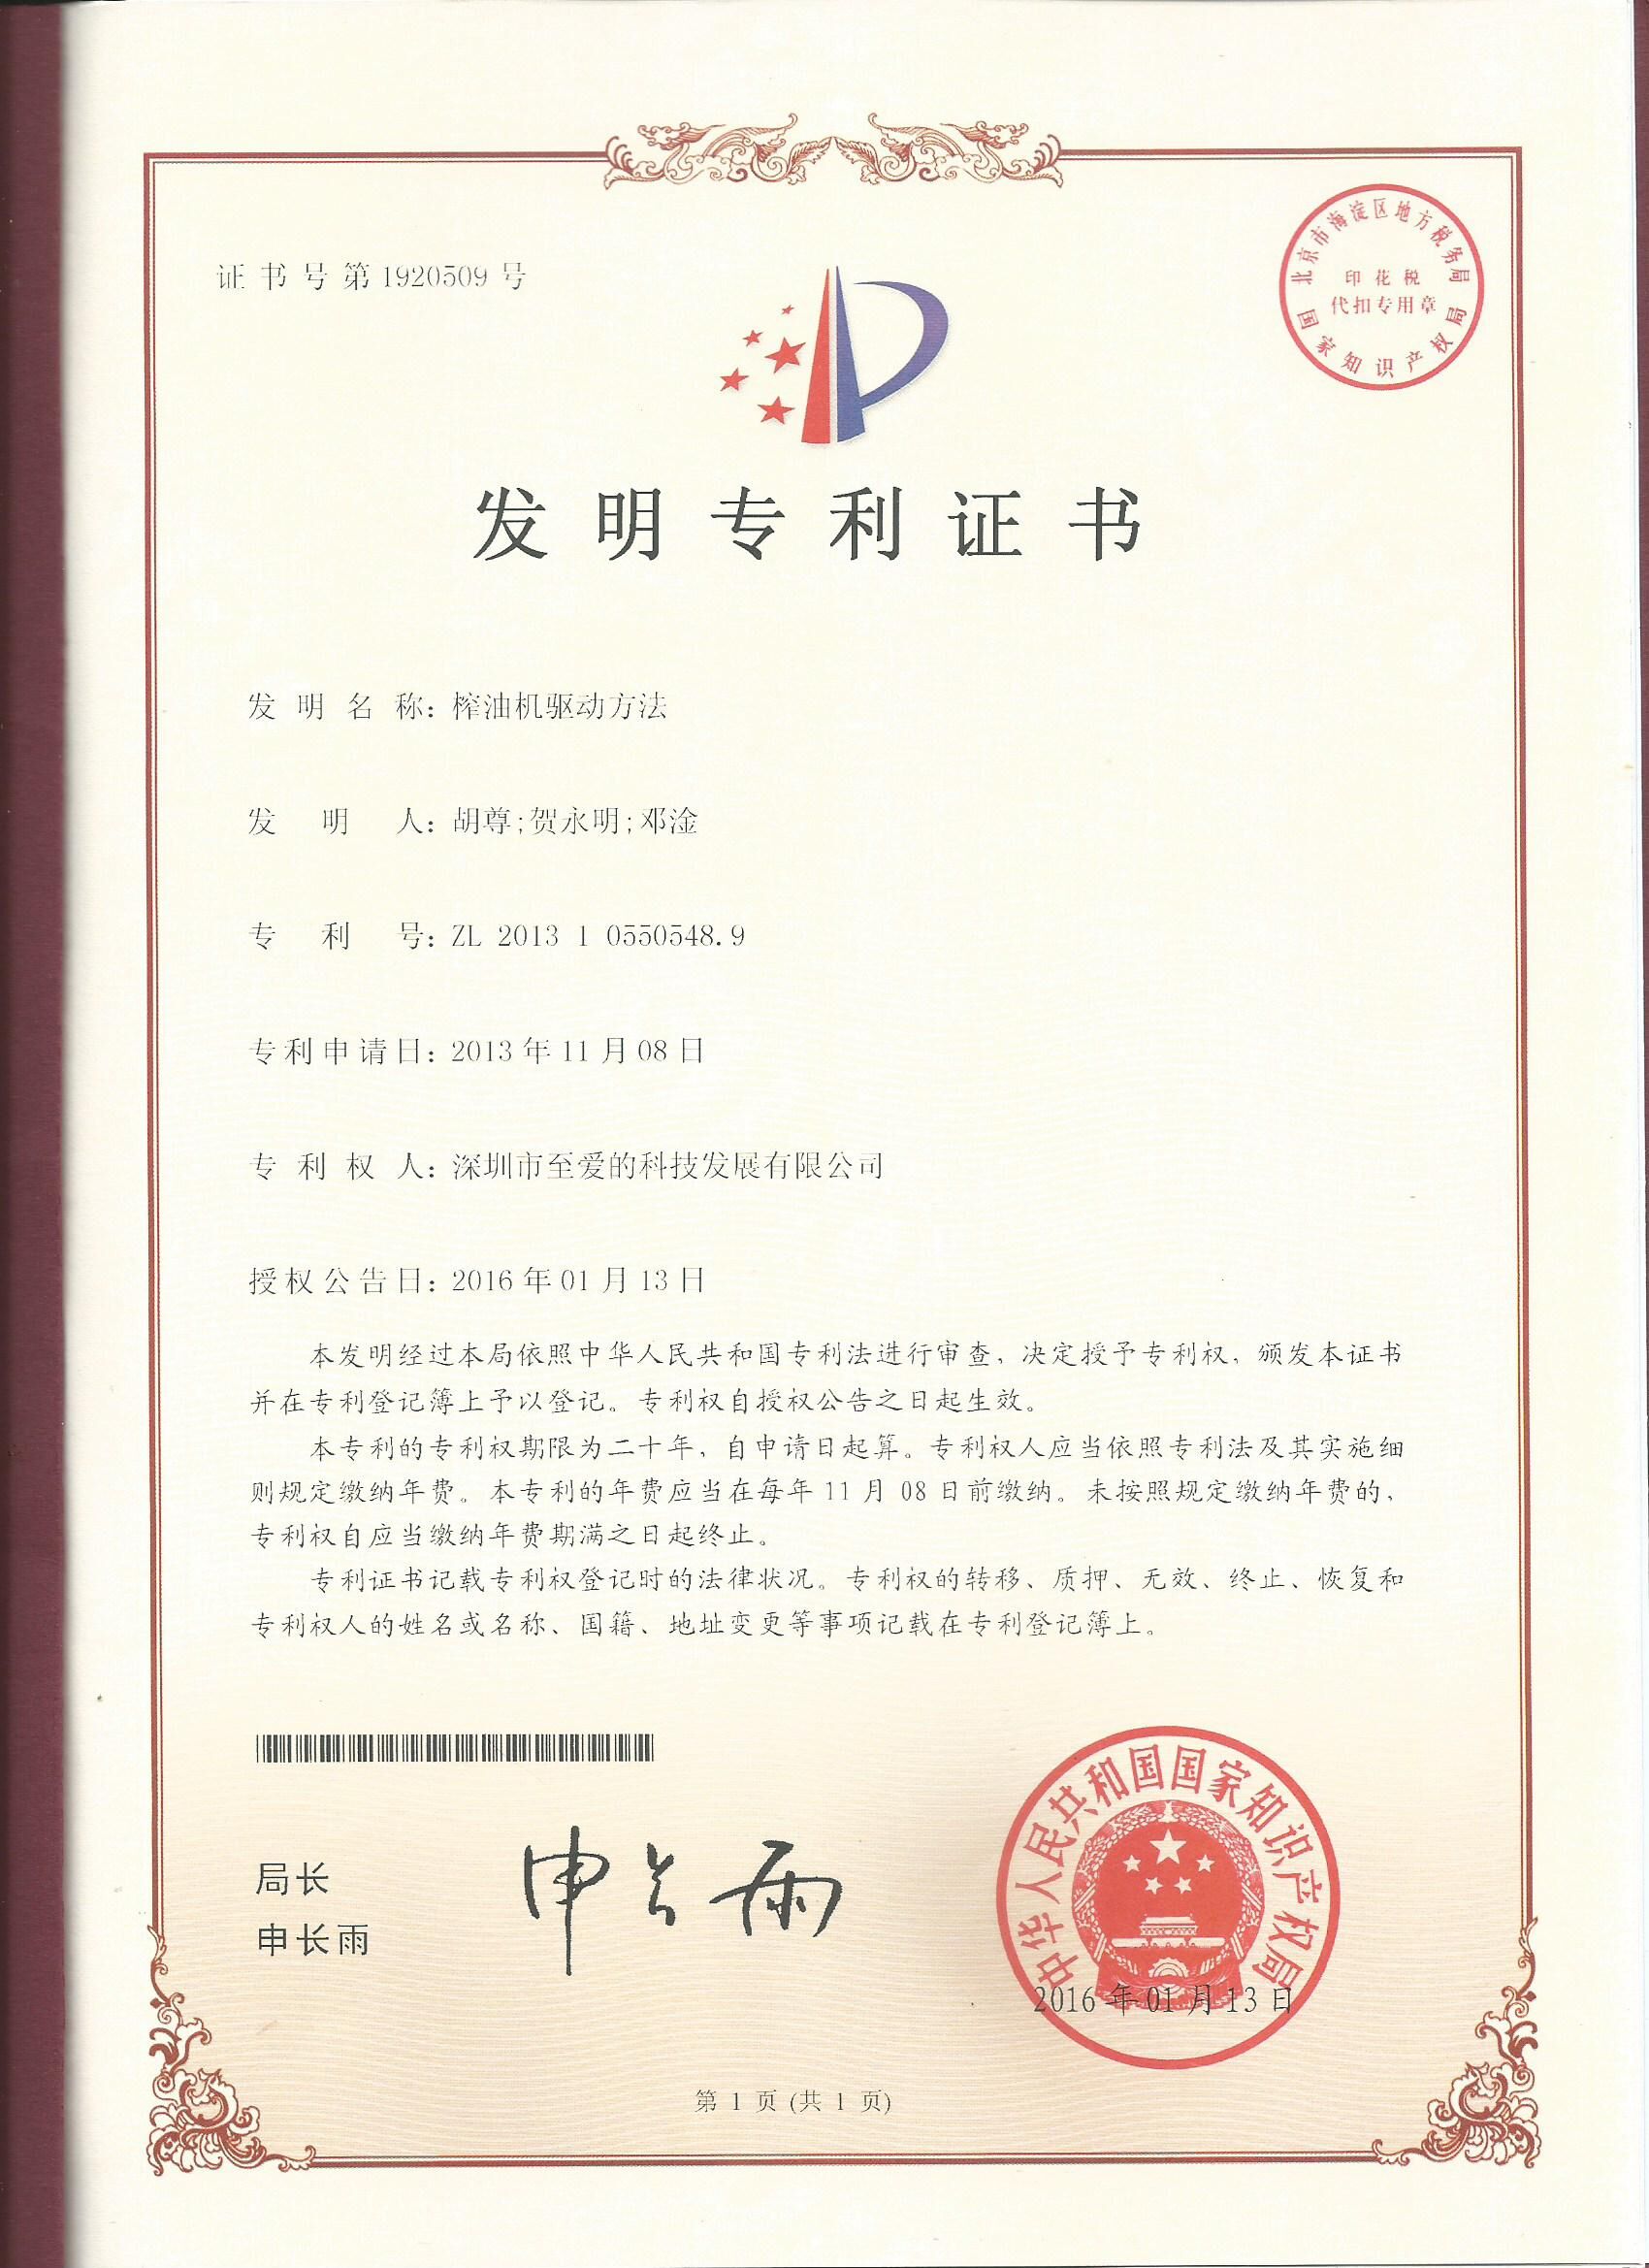 证书号第1920509号
北京市海淀区地方税务局
印花税
代扣专用章
国家知识产权局
发明专利证书
发明名称：榨油机驱动方法
发明人：胡尊;贺永明;邓淦
专利号：ZL 2013 1 0550548.9
专利申请日：2013年11月08日
专利权人：深圳市至爱的科技发展有限公司
授权公告日：2016年01月13日
本发明经过本局依照中华人民共和国专利法进行审查，决定授予专利权，颁发本证书
并在专利登记簿上予以登记。专利权自授权公告之日起生效。
本专利的专利权期限为二十年，自申请日起算。专利权人应当依照专利法及其实施细
则规定缴纳年费。本专利的年费应当在每年11月08日前缴纳。未按照规定缴纳年费的，
专利权自应当缴纳年费期满之日起终止。
专利证书记载专利权登记时的法律状况。专利权的转移、质押、无效、终止、恢复和
专利权人的姓名或名称、国籍、地址变更等事项记载在专利登记簿上。
局长
申长雨
申长雨
中华人民共和国国家知识产权局
2016年01月13日
第1页(共1页)